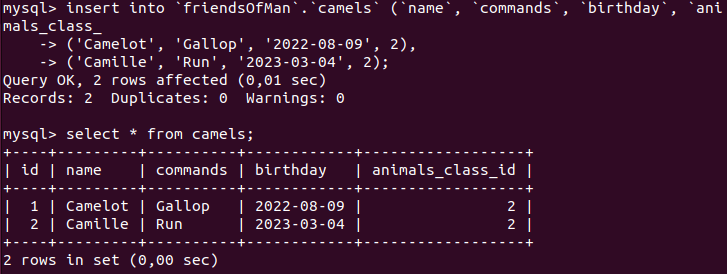 mysql> insert into `friendsOfMan`.`camels` (`name`, `commands`, `birthday`, `ani
mals_class_
    -> ('Camelot', 'Gallop', '2022-08-09', 2),
    -> ('Camille', 'Run', '2023-03-04', 2);
Query OK, 2 rows affected (0,01 sec)
Records: 2  Duplicates: 0  Warnings: 0

mysql> select * from camels;
+----+---------+----------+------------+------------------+
| id | name    | commands | birthday   | animals_class_id |
+----+---------+----------+------------+------------------+
|  1 | Camelot | Gallop   | 2022-08-09 |                2 |
|  2 | Camille | Run      | 2023-03-04 |                2 |
+----+---------+----------+------------+------------------+
2 rows in set (0,00 sec)